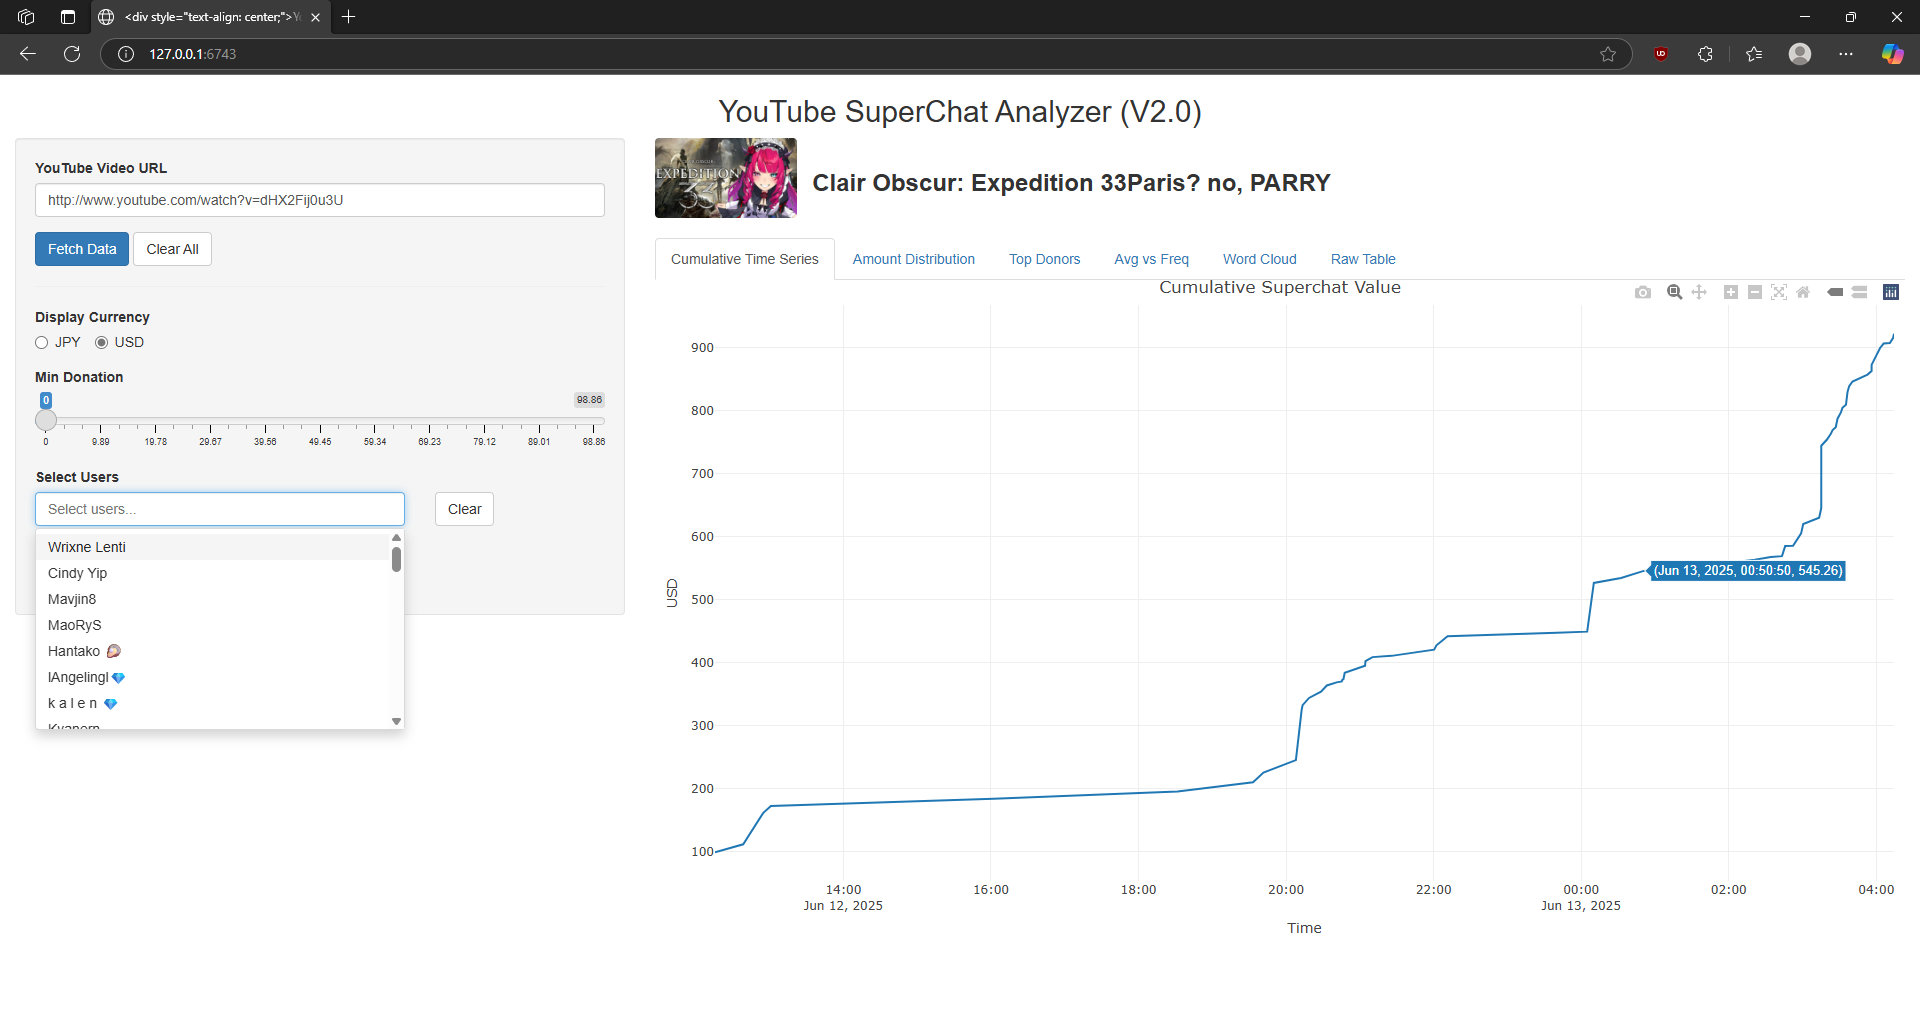 <div style="text-align: center;">Yo
127.0.0.1:6743
YouTube SuperChat Analyzer (V2.0)
YouTube Video URL
http://www.youtube.com/watch?v=dHX2Fij0u3U
Fetch Data
Clear All
Display Currency
JPY
USD
Min Donation
0
98.86
0 9.89 19.78 29.67 39.56 49.45 59.34 69.23 79.12 89.01 98.86
Select Users
Select users...
Clear
Wrixne Lenti
Cindy Yip
Mavjin8
MaoRyS
Hantako 🦪
lAngelingl 💎
k a l e n 💎
Kyanern
EXPEDITION
33
Clair Obscur: Expedition 33Paris? no, PARRY
Cumulative Time Series
Amount Distribution
Top Donors
Avg vs Freq
Word Cloud
Raw Table
Cumulative Superchat Value
900
800
700
600
500
400
300
200
100
USD
(Jun 13, 2025, 00:50:50, 545.26)
14:00 16:00 18:00 20:00 22:00 00:00 02:00 04:00
Jun 12, 2025 Jun 13, 2025
Time